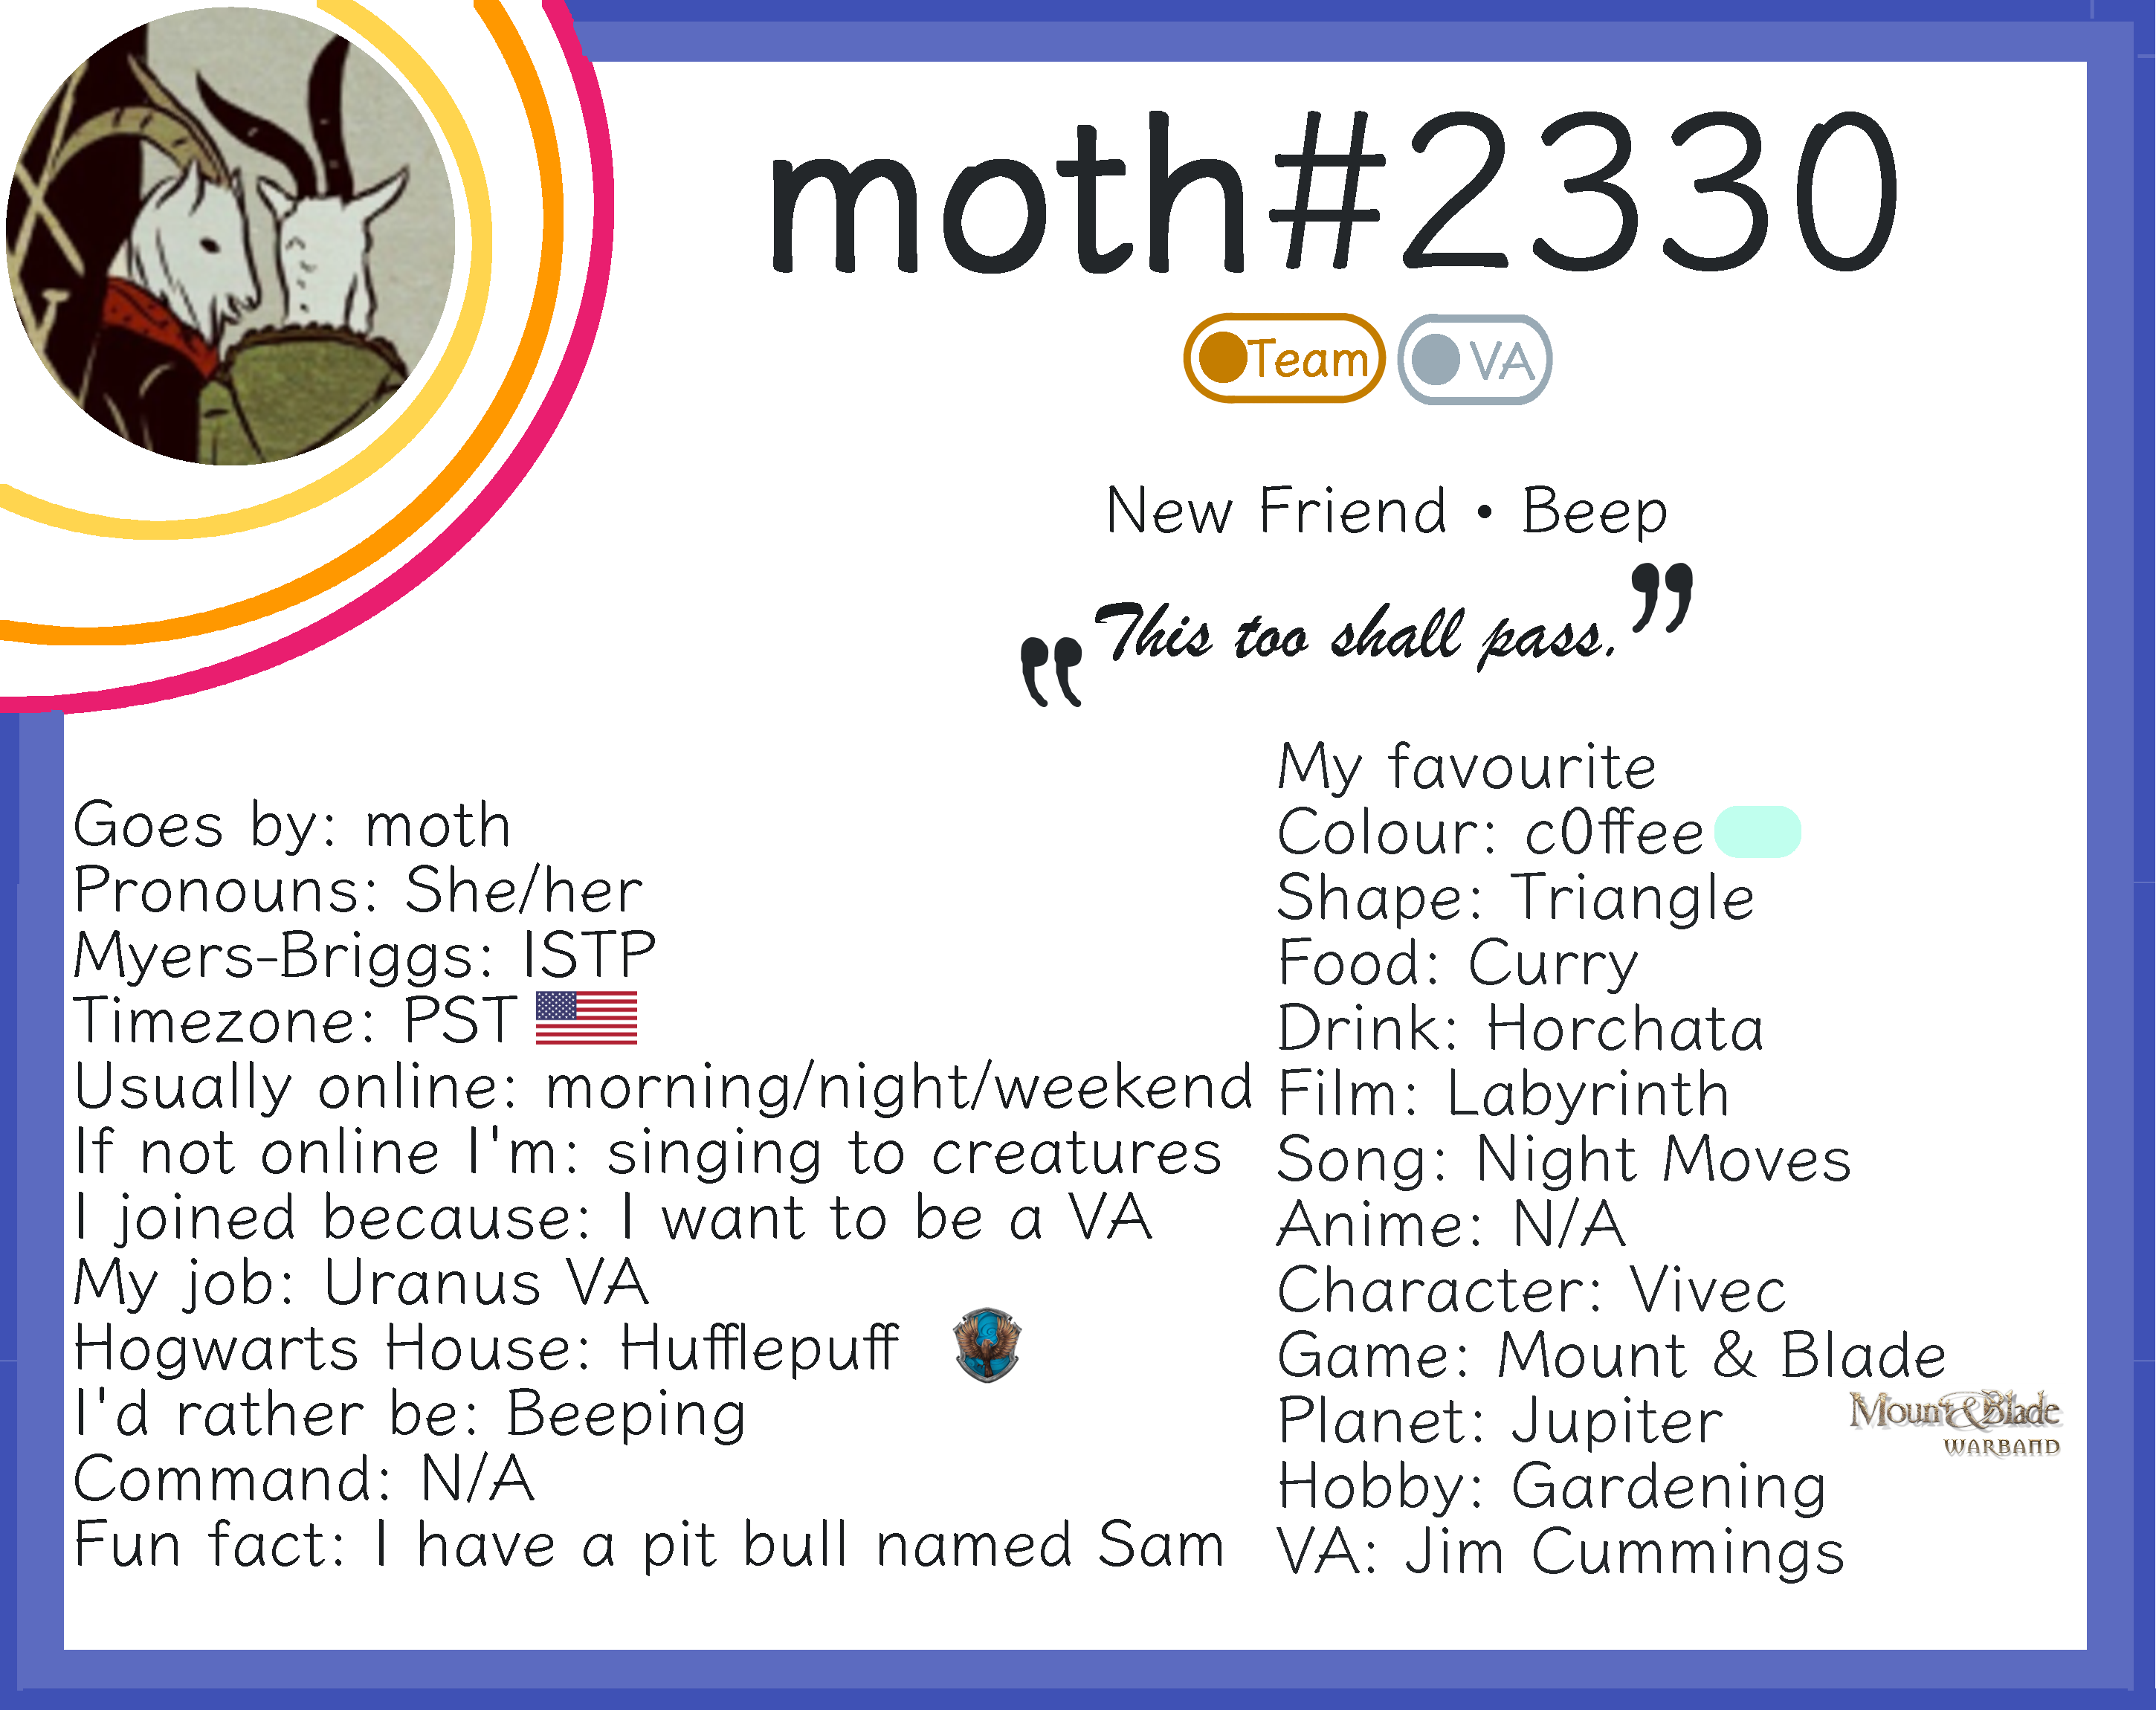 moth#2330
Team VA
New Friend • Beep
"This too shall pass."
Goes by: moth
Pronouns: She/her
Myers-Briggs: ISTP
Timezone: PST
Usually online: morning/night/weekend
If not online I'm: singing to creatures
I joined because: I want to be a VA
My job: Uranus VA
Hogwarts House: Hufflepuff
I'd rather be: Beeping
Command: N/A
Fun fact: I have a pit bull named Sam
My favourite
Colour: c0ffee
Shape: Triangle
Food: Curry
Drink: Horchata
Film: Labyrinth
Song: Night Moves
Anime: N/A
Character: Vivec
Game: Mount & Blade
Planet: Jupiter
Mount&Blade
WARBAND
Hobby: Gardening
VA: Jim Cummings